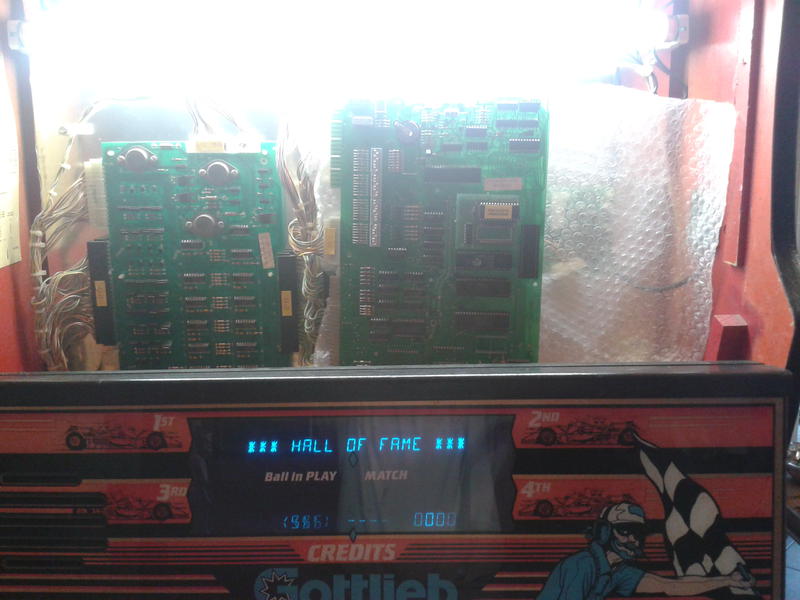 1ST
2ND
*** HALL OF FAME ***
Ball in PLAY MATCH
3RD
4TH
---- 0000
CREDITS
Gottlieb